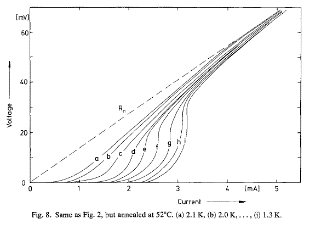 [mV]
60
40
20
0
Voltage
Rn
a b c d e f g h i
0 1 2 3 4 [mA] 5
Current
Fig. 8. Same as Fig. 2, but annealed at 52°C. (a) 2.1 K, (b) 2.0 K, . . . , (i) 1.3 K.